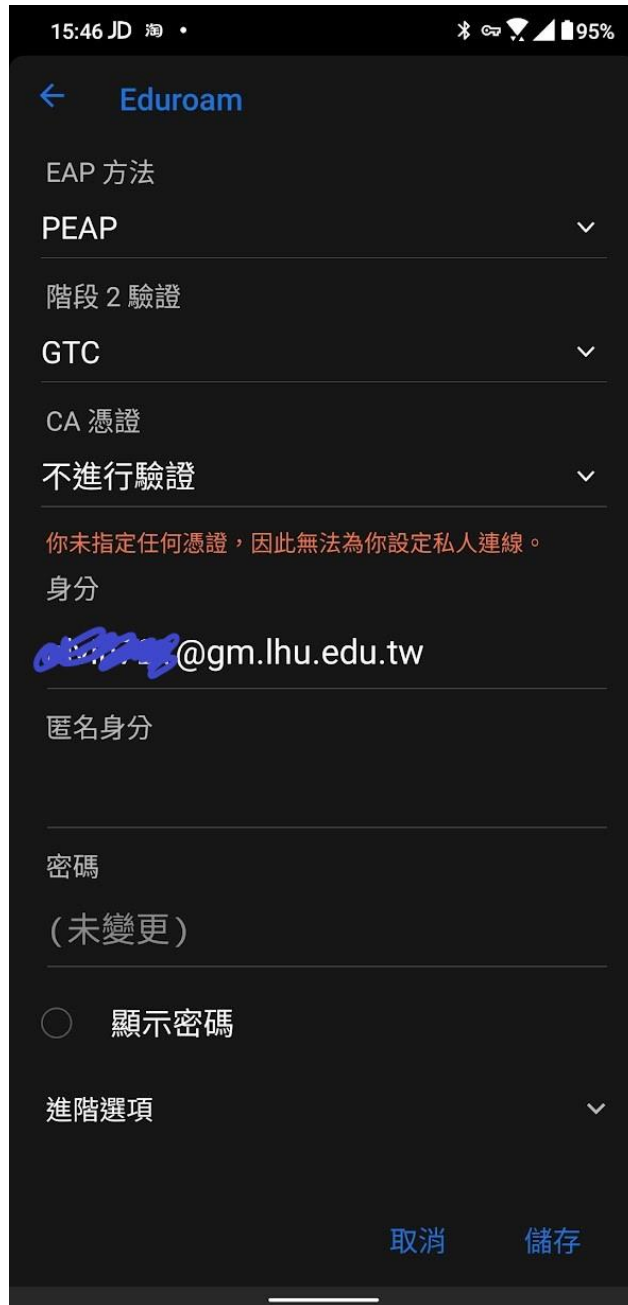 15:46 JD 淘 • 95%
Eduroam
EAP 方法
PEAP
階段 2 驗證
GTC
CA 憑證
不進行驗證
你未指定任何憑證，因此無法為你設定私人連線。
身分
@gm.lhu.edu.tw
匿名身分
密碼
(未變更)
顯示密碼
進階選項
取消 儲存